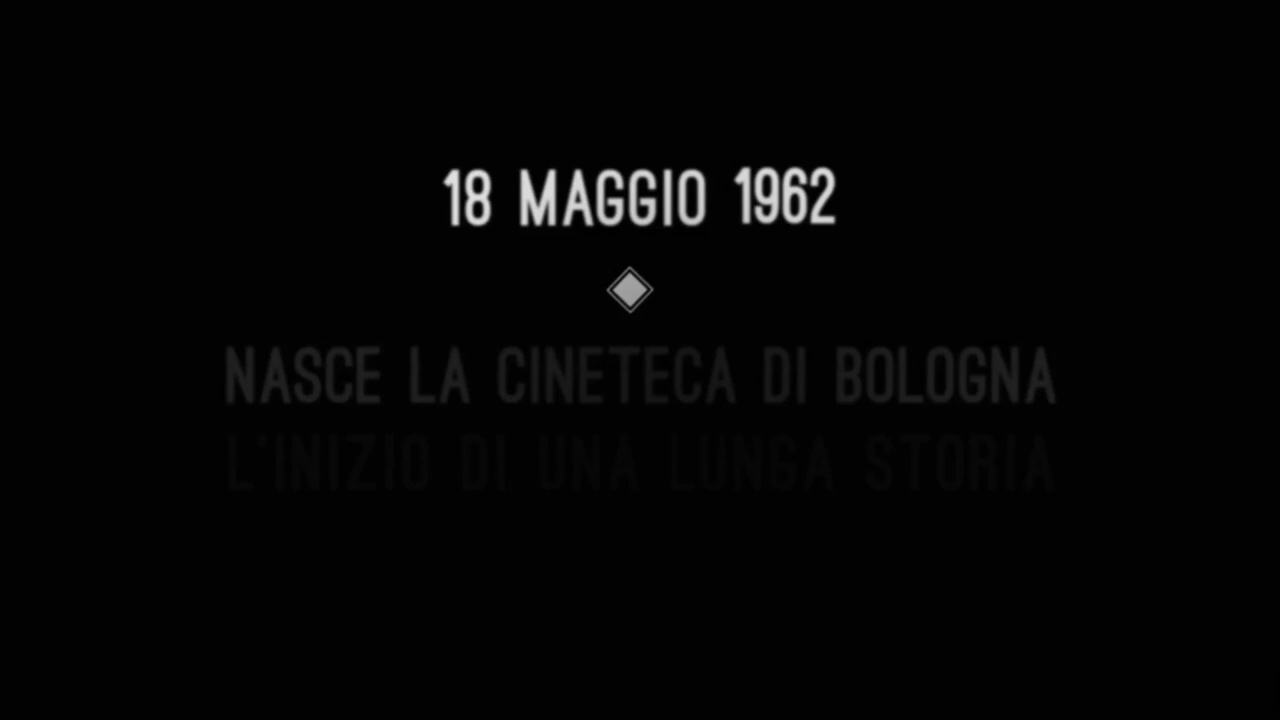 18 MAGGIO 1962
NASCE LA CINETECA DI BOLOGNA
L'INIZIO DI UNA LUNGA STORIA